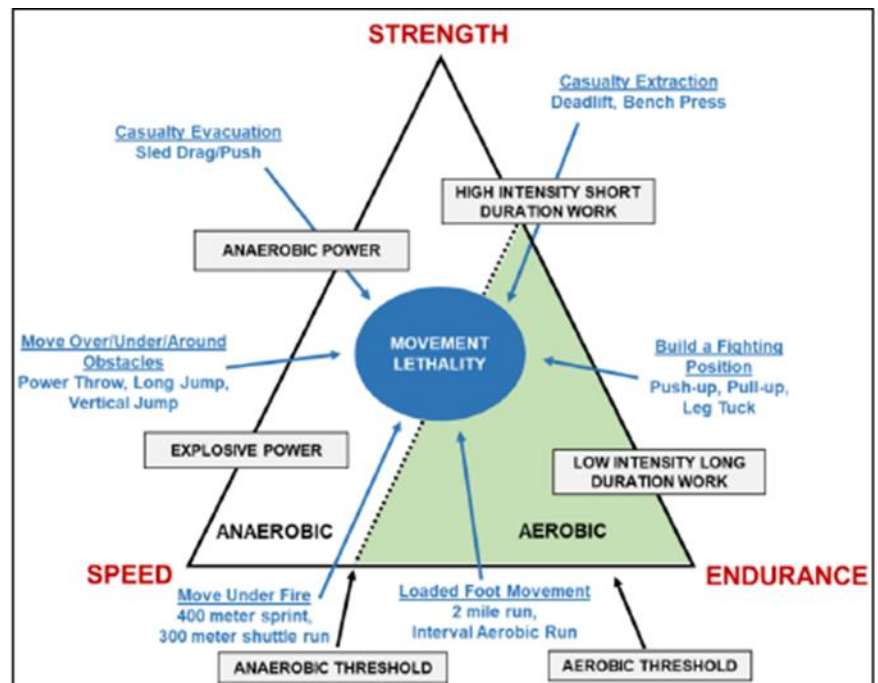 STRENGTH
Casualty Extraction
Deadlift, Bench Press
Casualty Evacuation
Sled Drag/Push
HIGH INTENSITY SHORT
DURATION WORK
ANAEROBIC POWER
MOVEMENT
LETHALITY
Move Over/Under/Around
Obstacles
Power Throw, Long Jump,
Vertical Jump
Build a Fighting
Position
Push-up, Pull-up,
Leg Tuck
EXPLOSIVE POWER
LOW INTENSITY LONG
DURATION WORK
ANAEROBIC
AEROBIC
SPEED
ENDURANCE
Move Under Fire
400 meter sprint,
300 meter shuttle run
Loaded Foot Movement
2 mile run,
Interval Aerobic Run
ANAEROBIC THRESHOLD
AEROBIC THRESHOLD